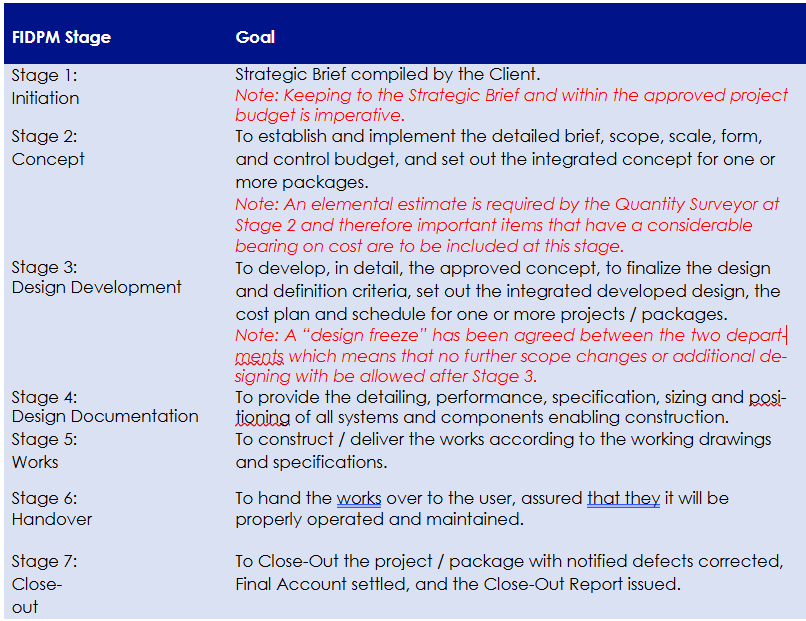 FIDPM Stage Goal
Stage 1: Strategic Brief compiled by the Client.
Initiation Note: Keeping to the Strategic Brief and within the approved project
budget is imperative.
Stage 2: To establish and implement the detailed brief, scope, scale, form,
Concept and control budget, and set out the integrated concept for one or
more packages.
Note: An elemental estimate is required by the Quantity Surveyor at
Stage 2 and therefore important items that have a considerable
bearing on cost are to be included at this stage.
Stage 3: To develop, in detail, the approved concept, to finalize the design
Design Development and definition criteria, set out the integrated developed design, the
cost plan and schedule for one or more projects / packages.
Note: A “design freeze” has been agreed between the two depart-
ments which means that no further scope changes or additional de-
signing with be allowed after Stage 3.
Stage 4: To provide the detailing, performance, specification, sizing and posi-
Design Documentation tioning of all systems and components enabling construction.
Stage 5: To construct / deliver the works according to the working drawings
Works and specifications.
Stage 6: To hand the works over to the user, assured that they it will be
Handover properly operated and maintained.
Stage 7: To Close-Out the project / package with notified defects corrected,
Close- Final Account settled, and the Close-Out Report issued.
out